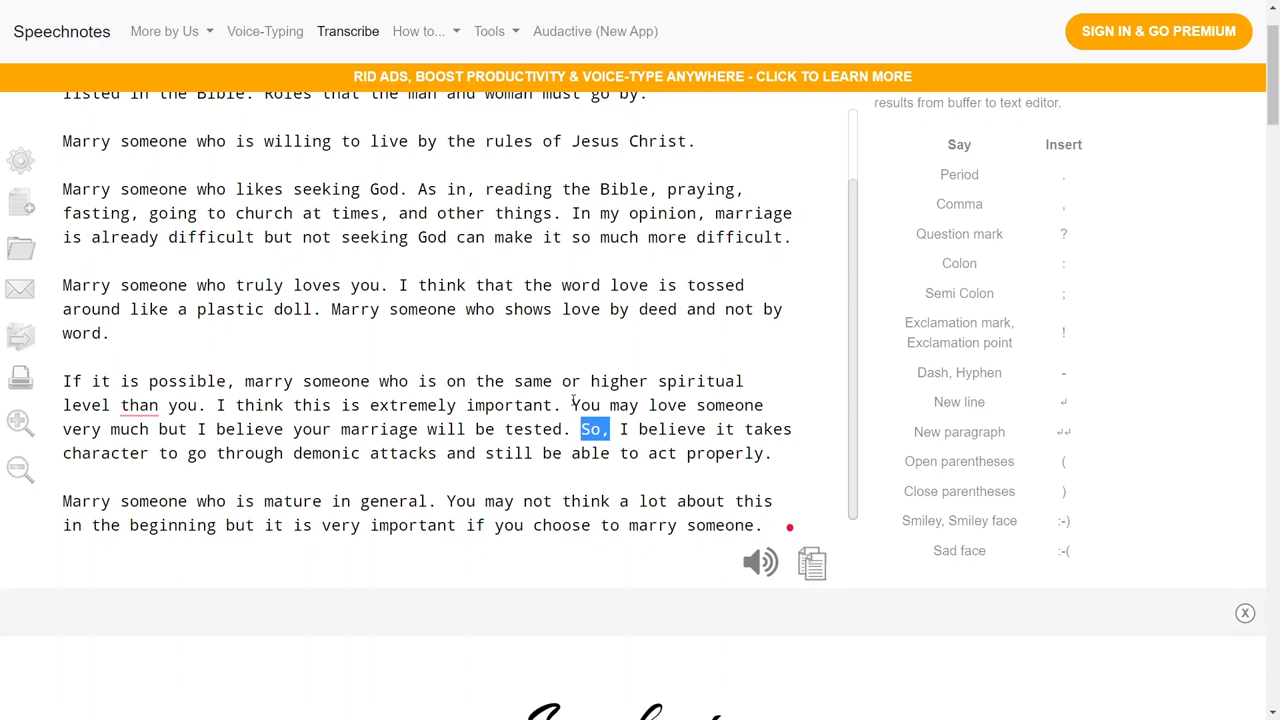 Speechnotes More by Us Voice-Typing Transcribe How to... Tools Audactive (New App) SIGN IN & GO PREMIUM
RID ADS, BOOST PRODUCTIVITY & VOICE-TYPE ANYWHERE - CLICK TO LEARN MORE
listed in the Bible. Roles that the man and woman must go by.
Marry someone who is willing to live by the rules of Jesus Christ.
Marry someone who likes seeking God. As in, reading the Bible, praying,
fasting, going to church at times, and other things. In my opinion, marriage
is already difficult but not seeking God can make it so much more difficult.
Marry someone who truly loves you. I think that the word love is tossed
around like a plastic doll. Marry someone who shows love by deed and not by
word.
If it is possible, marry someone who is on the same or higher spiritual
level than you. I think this is extremely important. You may love someone
very much but I believe your marriage will be tested. So, I believe it takes
character to go through demonic attacks and still be able to act properly.
Marry someone who is mature in general. You may not think a lot about this
in the beginning but it is very important if you choose to marry someone.
results from buffer to text editor.
Say Insert
Period .
Comma ,
Question mark ?
Colon :
Semi Colon ;
Exclamation mark,
Exclamation point !
Dash, Hyphen -
New line ↵
New paragraph ↵↵
Open parentheses (
Close parentheses )
Smiley, Smiley face :-)
Sad face :-(
X